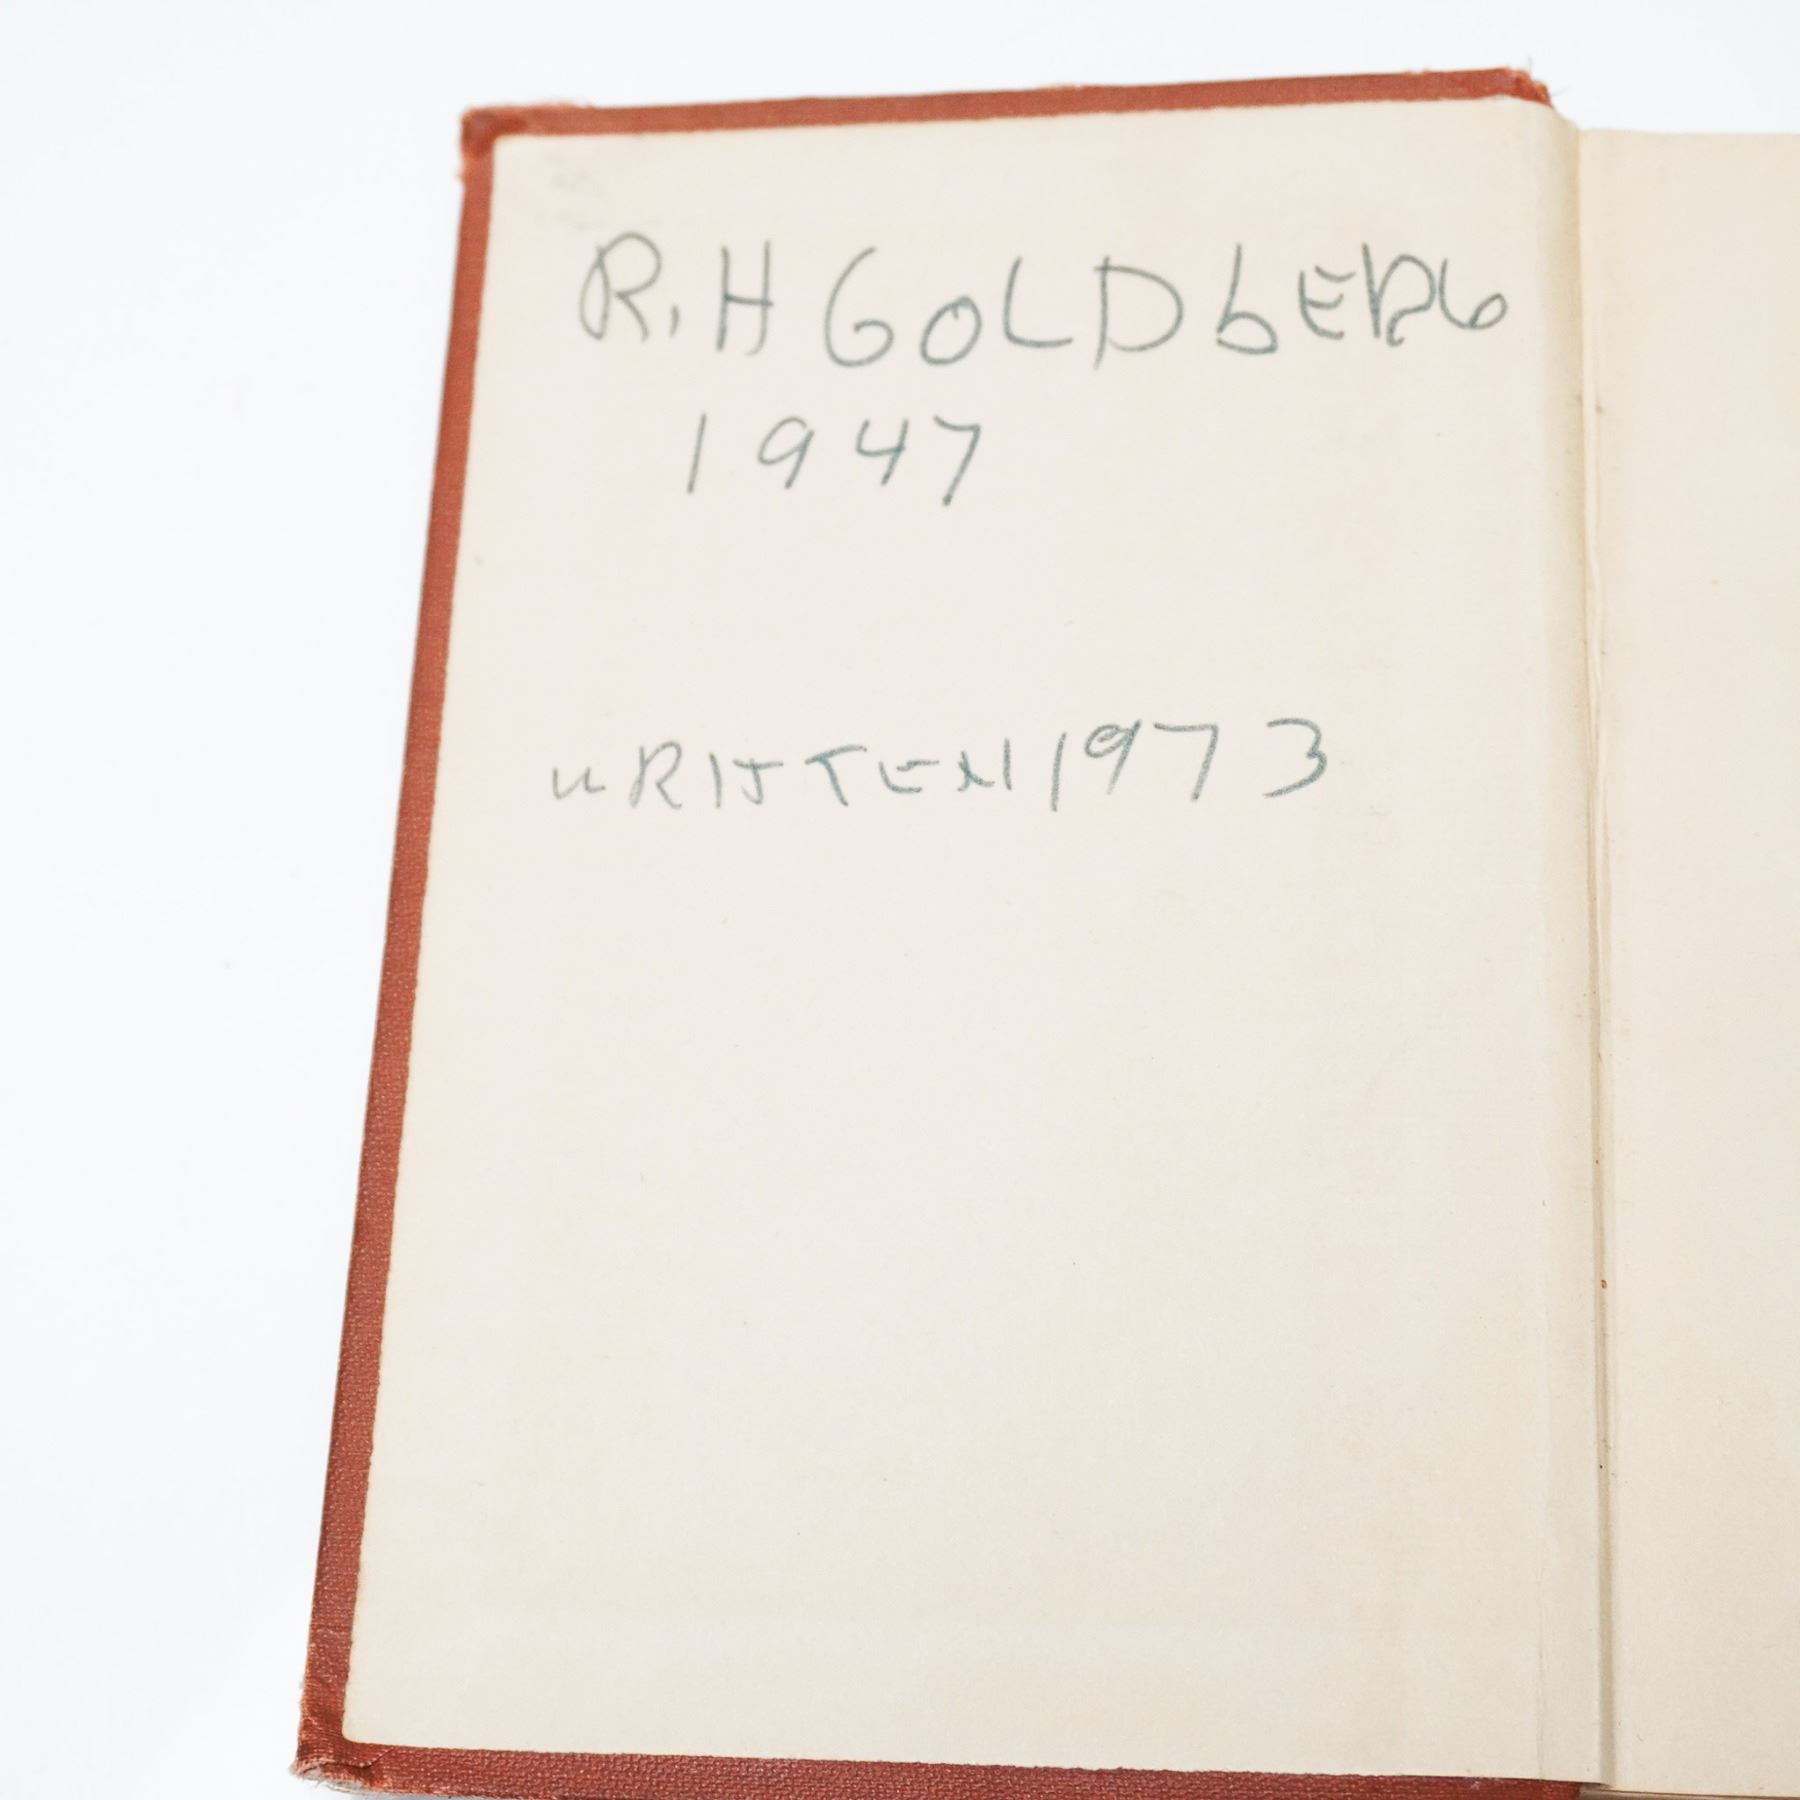 R. H GOLDbERG
1947
WRITTEN 1973